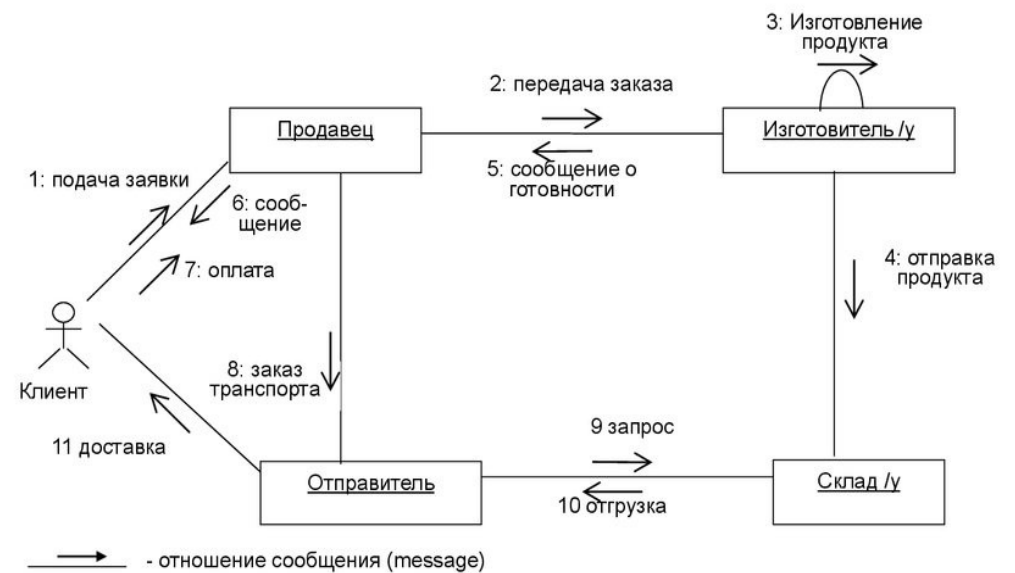 3: Изготовление
продукта
2: передача заказа
Продавец
Изготовитель /у
1: подача заявки
5: сообщение о
готовности
6: сооб-
щение
7: оплата
4: отправка
продукта
Клиент
8: заказ
транспорта
11 доставка
9 запрос
Отправитель
Склад /у
10 отгрузка
- отношение сообщения (message)